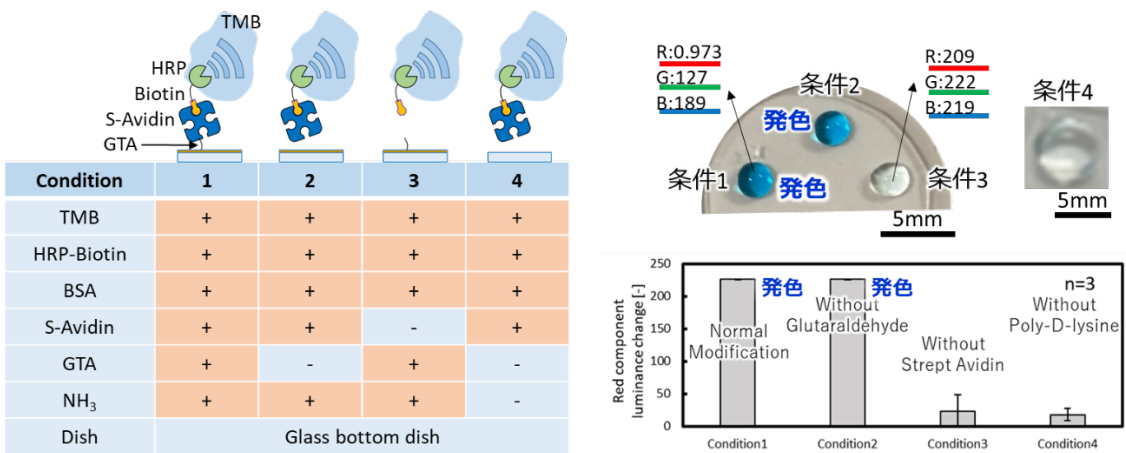 TMB
HRP
Biotin
S-Avidin
GTA
Condition 1 2 3 4
TMB + + + +
HRP-Biotin + + + +
BSA + + + +
S-Avidin + + - +
GTA + - + -
NH₃ + + + -
Dish Glass bottom dish
R:0.973
G:127
B:189
条件2
発色
条件1
発色
R:209
G:222
B:219
条件3
5mm
条件4
5mm
Red component
luminance change [-]
250
200
150
100
50
0
発色
Normal
Modification
発色
Without
Glutaraldehyde
Without
Strept Avidin
n=3
Without
Poly-D-lysine
Condition1 Condition2 Condition3 Condition4